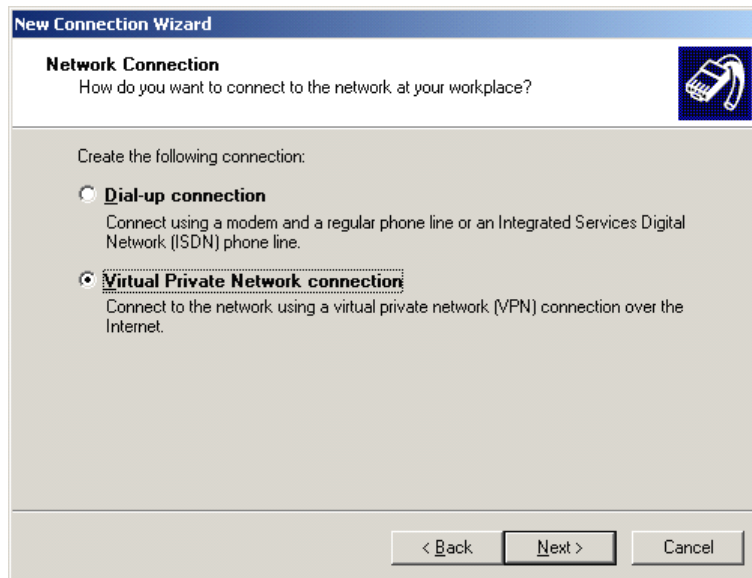 New Connection Wizard
Network Connection
How do you want to connect to the network at your workplace?
Create the following connection:
Dial-up connection
Connect using a modem and a regular phone line or an Integrated Services Digital
Network (ISDN) phone line.
Virtual Private Network connection
Connect to the network using a virtual private network (VPN) connection over the
Internet.
< Back Next > Cancel